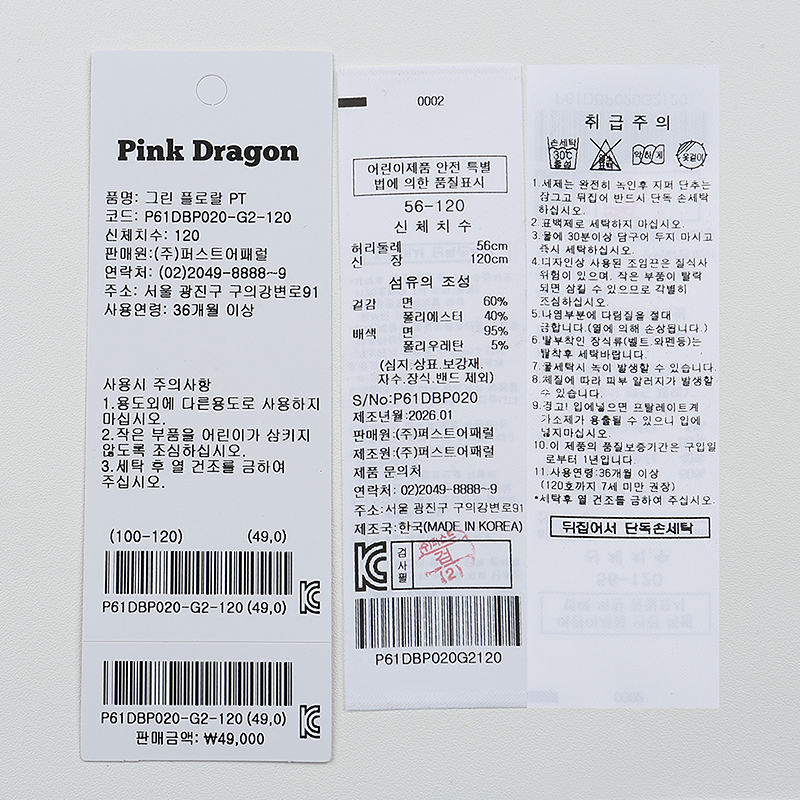 Pink Dragon
품명: 그린 플로랄 PT
코드: P61DBP020-G2-120
신체치수: 120
판매원:(주)퍼스트어패럴
연락처: (02)2049-8888~9
주소: 서울 광진구 구의강변로91
사용연령: 36개월 이상
사용시 주의사항
1.용도외에 다른용도로 사용하지
마십시오.
2.작은 부품을 어린이가 삼키지
않도록 조심하십시오.
3.세탁 후 열 건조를 금하여
주십시오.
(100-120) (49,0)
P61DBP020-G2-120 (49,0)
P61DBP020-G2-120 (49,0)
판매금액: ₩49,000
0002
어린이제품 안전 특별
법에 의한 품질표시
56-120
신체치수
허리둘레 56cm
신 장 120cm
섬유의 조성
겉감 면 60%
폴리에스터 40%
배색 면 95%
폴리우레탄 5%
(심지.상표.보강재.
자수.장식.밴드 제외)
S/No:P61DBP020
제조년월:2026.01
판매원:(주)퍼스트어패럴
제조원:(주)퍼스트어패럴
제품 문의처
연락처: 02)2049-8888~9
주소:서울 광진구 구의강변로91
제조국:한국(MADE IN KOREA)
검사필
검
(2)
P61DBP020G2120
취급주의
손세탁
30℃
중성
약하게
옷걸이
1.세제는 완전히 녹인후 지퍼 단추는
잠그고 뒤집어 반드시 단독 손세탁
하십시오.
2.표백제로 세탁하지 마십시오.
3.물에 30분이상 담구어 두지 마시고
즉시 세탁하십시오.
4.디자인상 사용된 조임끈은 질식사
위험이 있으며, 작은 부품이 탈락
되면 삼킬 수 있으므로 각별히
조심하십시오.
5.나염부분에 다림질을 절대
금합니다.(열에 의해 손상됩니다.)
6.탈부착인 장식류(벨트.와펜등)는
탈착후 세탁바랍니다.
7.물세탁시 녹이 발생할 수 있습니다.
8.체질에 따라 피부 알러지가 발생할
수 있습니다.
9.경고! 입에넣으면 프탈레이트계
가소제가 용출될 수 있으니 입에
넣지마십시오.
10.이 제품의 품질보증기간은 구입일
로부터 1년입니다.
11.사용연령:36개월 이상
(120호까지 7세 미만 권장)
*세탁후 열 건조를 금하여 주십시오.
뒤집어서 단독손세탁